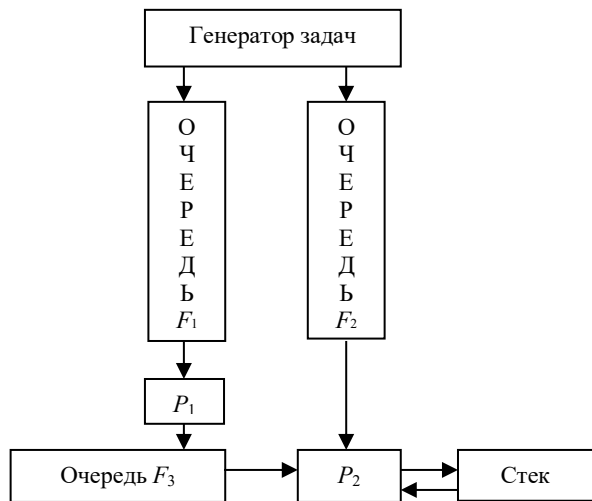 Генератор задач
О
Ч
Е
Р
Е
Д
Ь
F1
О
Ч
Е
Р
Е
Д
Ь
F2
P1
Очередь F3
P2
Стек